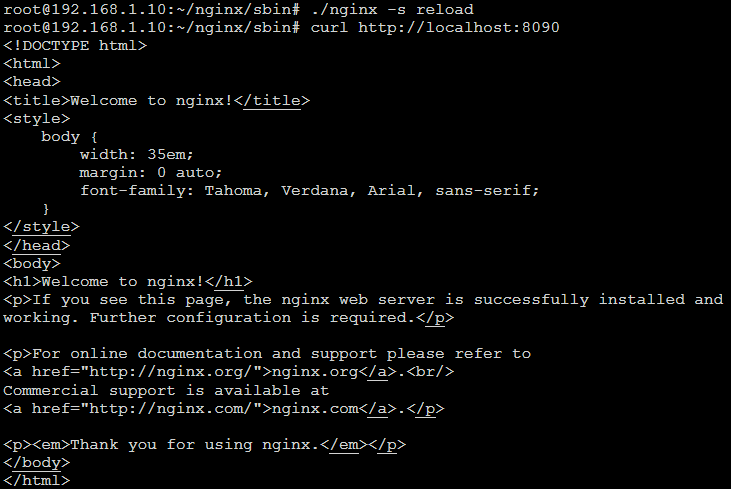 root@192.168.1.10:~/nginx/sbin# ./nginx -s reload
root@192.168.1.10:~/nginx/sbin# curl http://localhost:8090
<!DOCTYPE html>
<html>
<head>
<title>Welcome to nginx!</title>
<style>
    body {
        width: 35em;
        margin: 0 auto;
        font-family: Tahoma, Verdana, Arial, sans-serif;
    }
</style>
</head>
<body>
<h1>Welcome to nginx!</h1>
<p>If you see this page, the nginx web server is successfully installed and
working. Further configuration is required.</p>

<p>For online documentation and support please refer to
<a href="http://nginx.org/">nginx.org</a>.<br/>
Commercial support is available at
<a href="http://nginx.com/">nginx.com</a>.</p>

<p><em>Thank you for using nginx.</em></p>
</body>
</html>